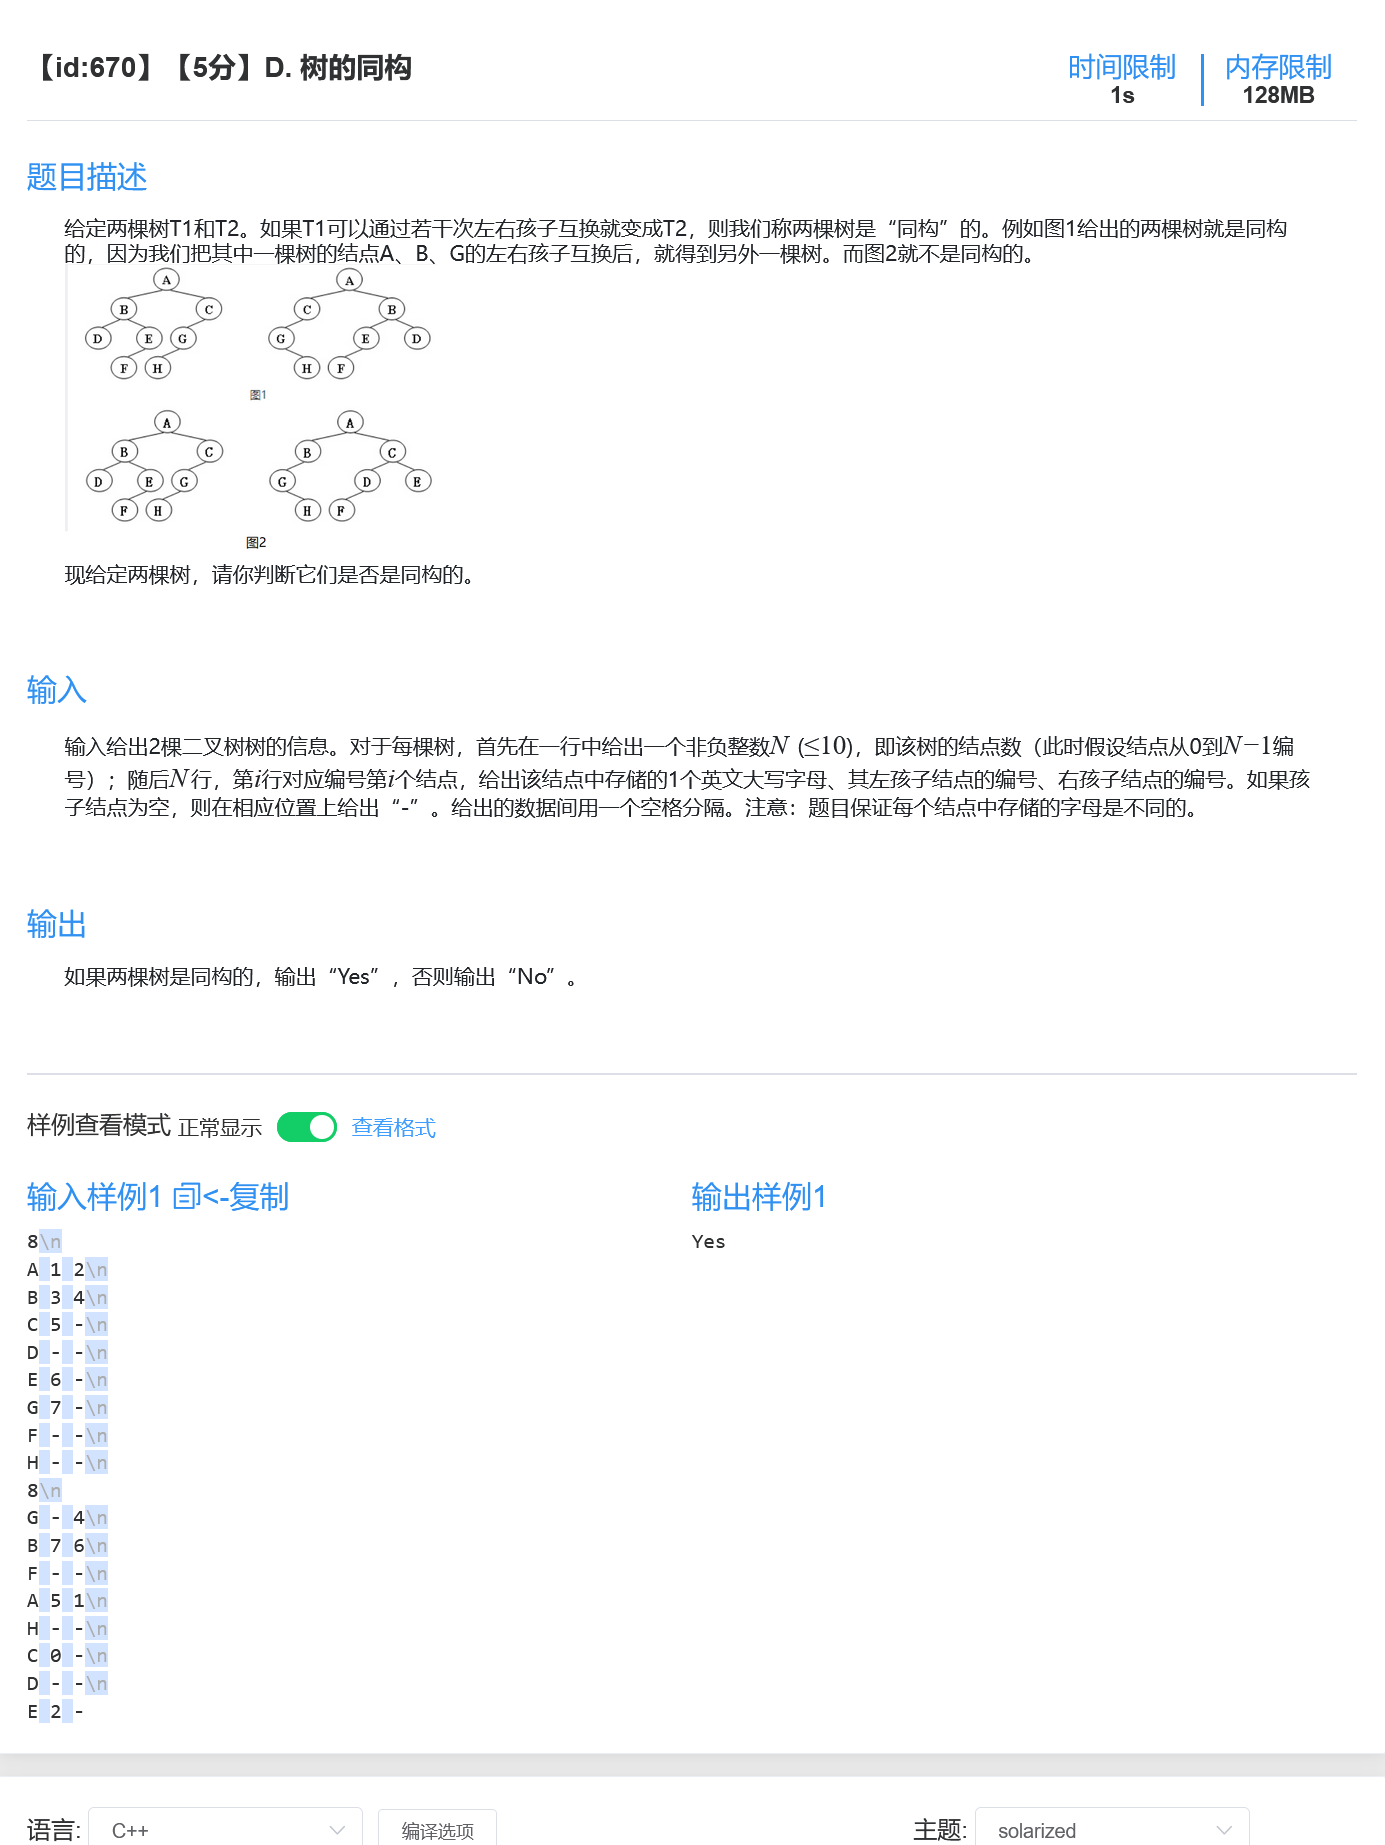 【id:670】【5分】D. 树的同构
时间限制
1s
内存限制
128MB
题目描述
给定两棵树T1和T2。如果T1可以通过若干次左右孩子互换就变成T2，则我们称两棵树是“同构”的。例如图1给出的两棵树就是同构
的，因为我们把其中一棵树的结点A、B、G的左右孩子互换后，就得到另外一棵树。而图2就不是同构的。
A A
B C C B
D E G G E D
F H H F
图1
A A
B C B C
D E G G D E
F H H F
图2
现给定两棵树，请你判断它们是否是同构的。
输入
输入给出2棵二叉树树的信息。对于每棵树，首先在一行中给出一个非负整数N (≤10)，即该树的结点数（此时假设结点从0到N−1编
号）；随后N行，第i行对应编号第i个结点，给出该结点中存储的1个英文大写字母、其左孩子结点的编号、右孩子结点的编号。如果孩
子结点为空，则在相应位置上给出“-”。给出的数据间用一个空格分隔。注意：题目保证每个结点中存储的字母是不同的。
输出
如果两棵树是同构的，输出“Yes”，否则输出“No”。
样例查看模式 正常显示 查看格式
输入样例1 <-复制
8\n
A 1 2\n
B 3 4\n
C 5 -\n
D - -\n
E 6 -\n
G 7 -\n
F - -\n
H - -\n
8\n
G - 4\n
B 7 6\n
F - -\n
A 5 1\n
H - -\n
C 0 -\n
D - -\n
E 2 -
输出样例1
Yes
语言: C++ 编译选项 主题: solarized